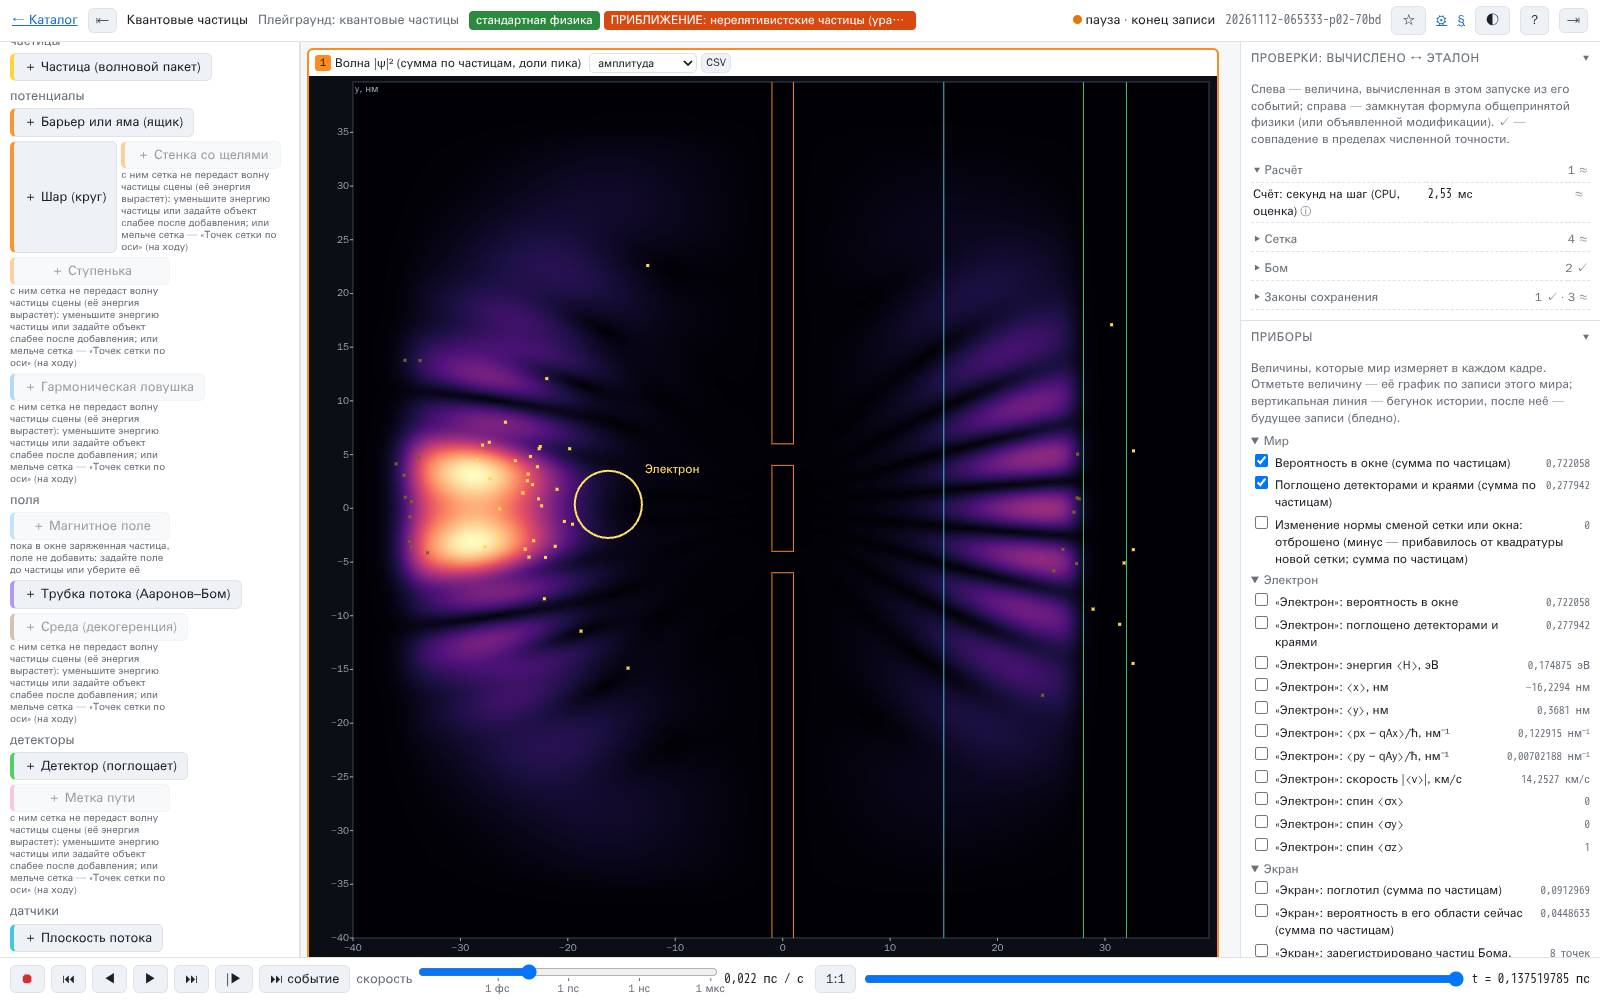 ← Каталог
⇤
Квантовые частицы
Плейграунд: квантовые частицы
стандартная физика
ПРИБЛИЖЕНИЕ: нерелятивистские частицы (ура···
пауза · конец записи
20261112-065333-p02-70bd
☆
⚙
§
?
⇥
частицы
+ Частица (волновой пакет)
потенциалы
+ Барьер или яма (ящик)
+ Шар (круг)
+ Стенка со щелями
с ним сетка не передаст волну
частицы сцены (её энергия
вырастет): уменьшите энергию
частицы или задайте объект
слабее после добавления; или
мельче сетка — «Точек сетки по
оси» (на ходу)
+ Ступенька
с ним сетка не передаст волну
частицы сцены (её энергия
вырастет): уменьшите энергию
частицы или задайте объект
слабее после добавления; или
мельче сетка — «Точек сетки по
оси» (на ходу)
+ Гармоническая ловушка
с ним сетка не передаст волну
частицы сцены (её энергия
вырастет): уменьшите энергию
частицы или задайте объект
слабее после добавления; или
мельче сетка — «Точек сетки по
оси» (на ходу)
поля
+ Магнитное поле
пока в окне заряженная частица,
поле не добавить: задайте поле
до частицы или уберите её
+ Трубка потока (Ааронов–Бом)
+ Среда (декогеренция)
с ним сетка не передаст волну
частицы сцены (её энергия
вырастет): уменьшите энергию
частицы или задайте объект
слабее после добавления; или
мельче сетка — «Точек сетки по
оси» (на ходу)
детекторы
+ Детектор (поглощает)
+ Метка пути
с ним сетка не передаст волну
частицы сцены (её энергия
вырастет): уменьшите энергию
частицы или задайте объект
слабее после добавления; или
мельче сетка — «Точек сетки по
оси» (на ходу)
датчики
+ Плоскость потока
1 Волна |ψ|² (сумма по частицам, доли пика)
амплитуда
CSV
y, нм
35
30
25
20
15
10
5
0
−5
−10
−15
−20
−25
−30
−35
−40
−40
−30
−20
−10
0
10
20
30
Электрон
ПРОВЕРКИ: ВЫЧИСЛЕНО ↔ ЭТАЛОН ▾
Слева — величина, вычисленная в этом запуске из его
событий; справа — замкнутая формула общепринятой
физики (или объявленной модификации). ✓ —
совпадение в пределах численной точности.
▾ Расчёт 1 ≈
Счёт: секунд на шаг (CPU, 2,53 мс ≈
оценка) ⓘ
▸ Сетка 4 ≈
▸ Бом 2 ✓
▸ Законы сохранения 1 ✓ · 3 ≈
ПРИБОРЫ ▾
Величины, которые мир измеряет в каждом кадре.
Отметьте величину — её график по записи этого мира;
вертикальная линия — бегунок истории, после неё —
будущее записи (бледно).
▼ Мир
Вероятность в окне (сумма по частицам) 0,722058
Поглощено детекторами и краями (сумма по 0,277942
частицам)
Изменение нормы сменой сетки или окна: 0
отброшено (минус — прибавилось от квадратуры
новой сетки; сумма по частицам)
▼ Электрон
«Электрон»: вероятность в окне 0,722058
«Электрон»: поглощено детекторами и 0,277942
краями
«Электрон»: энергия ⟨H⟩, эВ 0,174875 эВ
«Электрон»: ⟨x⟩, нм −16,2294 нм
«Электрон»: ⟨y⟩, нм 0,3681 нм
«Электрон»: ⟨px − qAx⟩/ħ, нм⁻¹ 0,122915 нм⁻¹
«Электрон»: ⟨py − qAy⟩/ħ, нм⁻¹ 0,00702188 нм⁻¹
«Электрон»: скорость |⟨v⟩|, км/с 14,2527 км/с
«Электрон»: спин ⟨σx⟩ 0
«Электрон»: спин ⟨σy⟩ 0
«Электрон»: спин ⟨σz⟩ 1
▼ Экран
«Экран»: поглотил (сумма по частицам) 0,0912969
«Экран»: вероятность в его области сейчас 0,0448633
(сумма по частицам)
«Экран»: зарегистрировано частиц Бома, 8 точек
⏭ событие
скорость
1 фс
1 пс
1 нс
1 мкс
0,022 пс / с
1:1
t = 0,137519785 пс